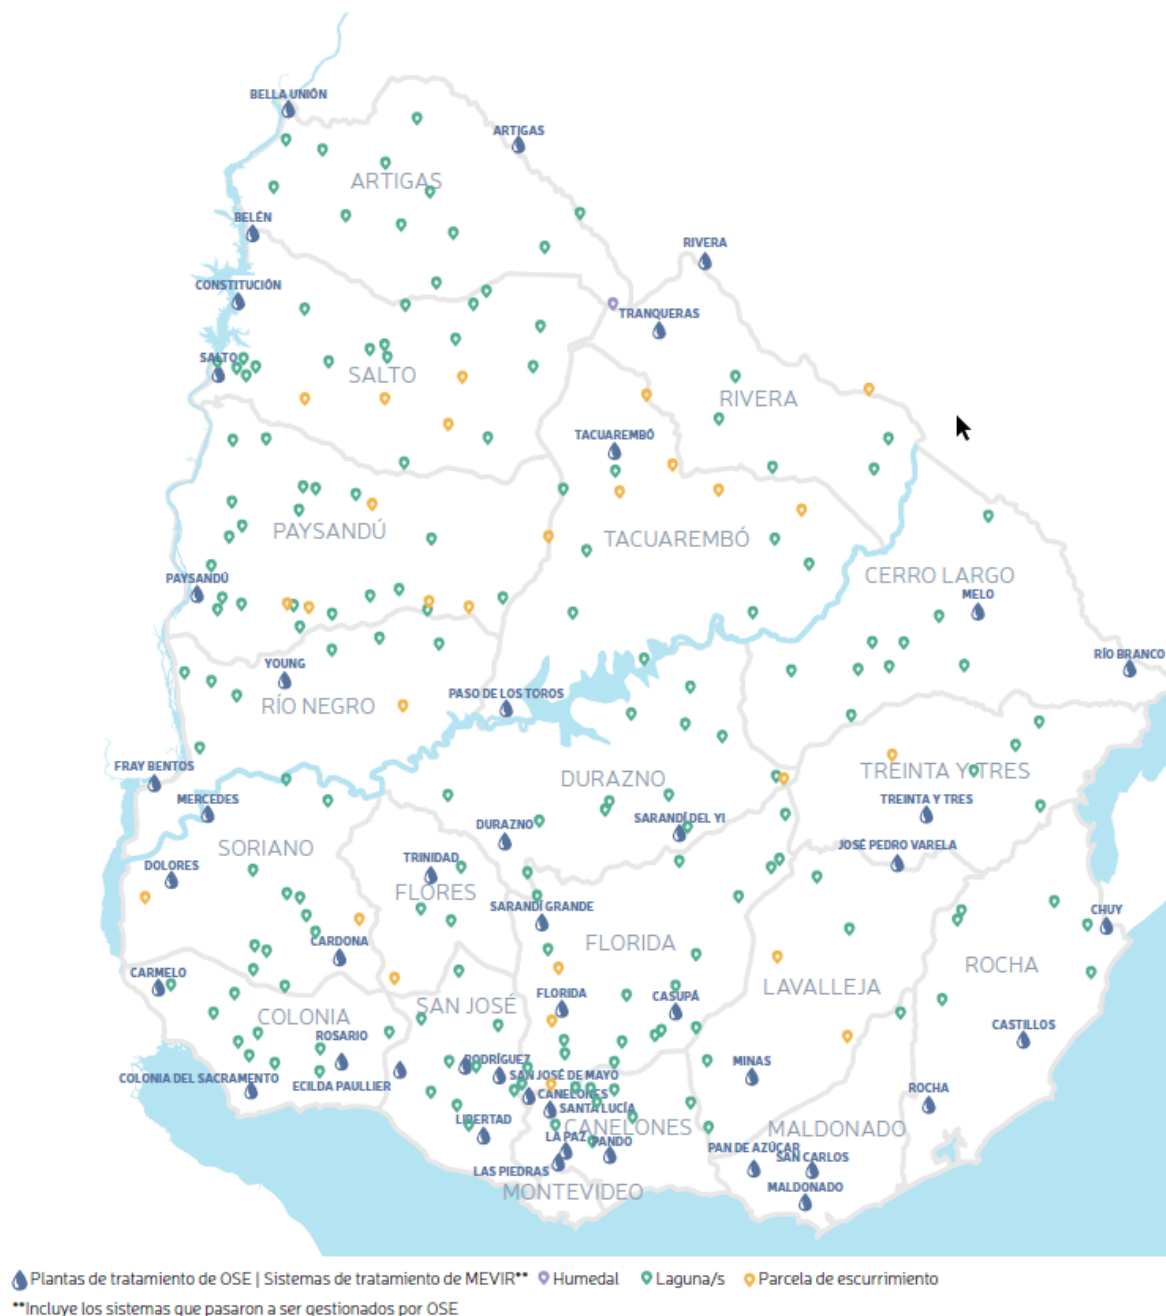 BELLA UNIÓN
ARTIGAS
ARTIGAS
BELÉN
RIVERA
CONSTITUCIÓN
TRANQUERAS
SALTO
SALTO
RIVERA
TACUAREMBÓ
PAYSANDÚ
TACUAREMBÓ
CERRO LARGO
PAYSANDÚ
MELO
RÍO BRANCO
YOUNG
PASO DE LOS TOROS
RÍO NEGRO
FRAY BENTOS
DURAZNO
TREINTA Y TRES
MERCEDES
TREINTA Y TRES
SARANDÍ DEL YI
DURAZNO
SORIANO
JOSÉ PEDRO VARELA
TRINIDAD
DOLORES
FLORES
SARANDÍ GRANDE
CHUY
CARDONA
FLORIDA
ROCHA
CARMELO
LAVALLEJA
FLORIDA
CASUPÁ
SAN JOSÉ
COLONIA
CASTILLOS
ROSARIO
RODRÍGUEZ
MINAS
COLONIA DEL SACRAMENTO
ECILDA PAULLIER
SAN JOSÉ DE MAYO
ROCHA
CANELONES
SANTA LUCÍA
LIBERTAD
CANELONES
MALDONADO
LA PAZ
PANDO
PAN DE AZÚCAR
SAN CARLOS
LAS PIEDRAS
MALDONADO
MONTEVIDEO
Plantas de tratamiento de OSE | Sistemas de tratamiento de MEVIR** Humedal Laguna/s Parcela de escurrimiento
**Incluye los sistemas que pasaron a ser gestionados por OSE